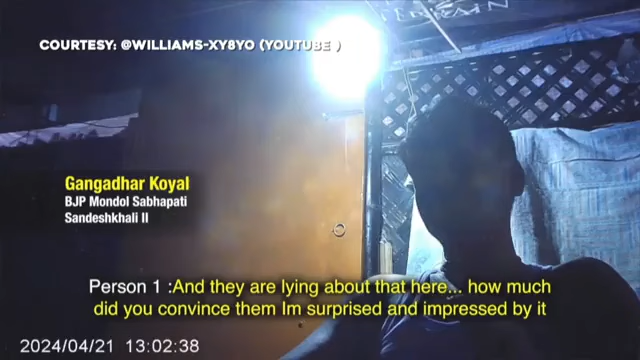 COURTESY: @WILLIAMS-XY8YO (YOUTUBE )
Gangadhar Koyal
BJP Mondol Sabhapati
Sandeshkhali II
Person 1 :And they are lying about that here... how much
did you convince them Im surprised and impressed by it
2024/04/21 13:02:38